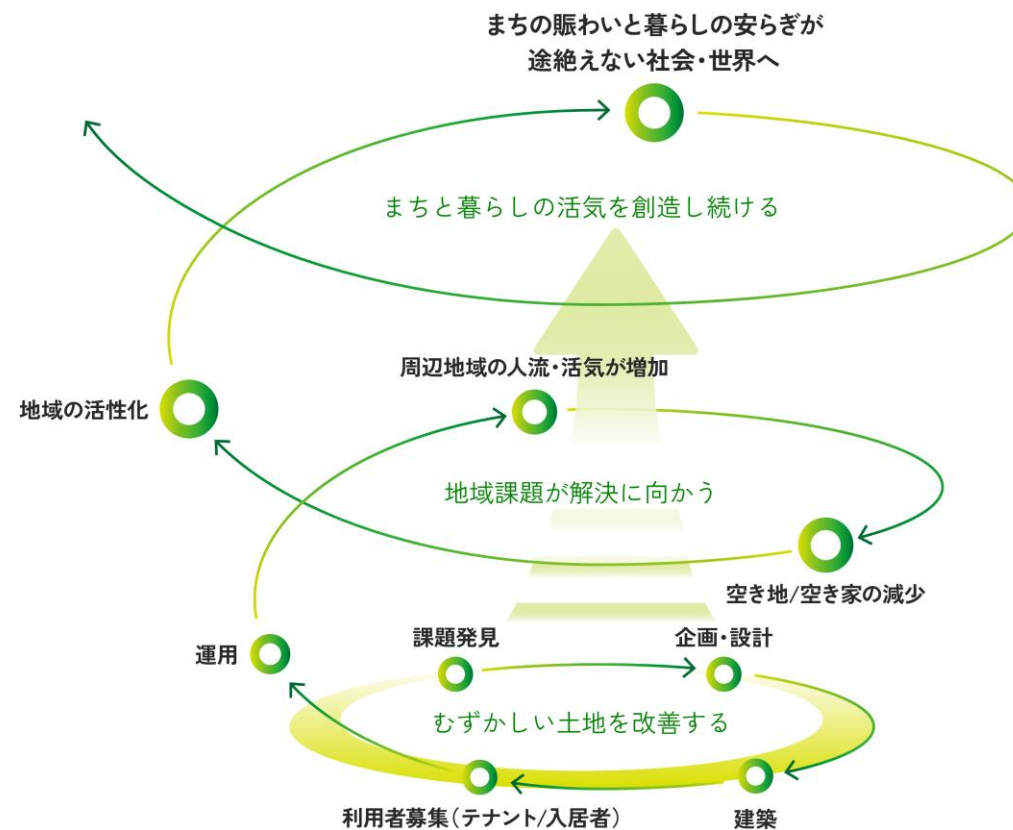 まちの賑わいと暮らしの安らぎが
途絶えない社会・世界へ
まちと暮らしの活気を創造し続ける
周辺地域の人流・活気が増加
地域の活性化
地域課題が解決に向かう
空き地/空き家の減少
課題発見
企画・設計
運用
むずかしい土地を改善する
利用者募集(テナント/入居者)
建築